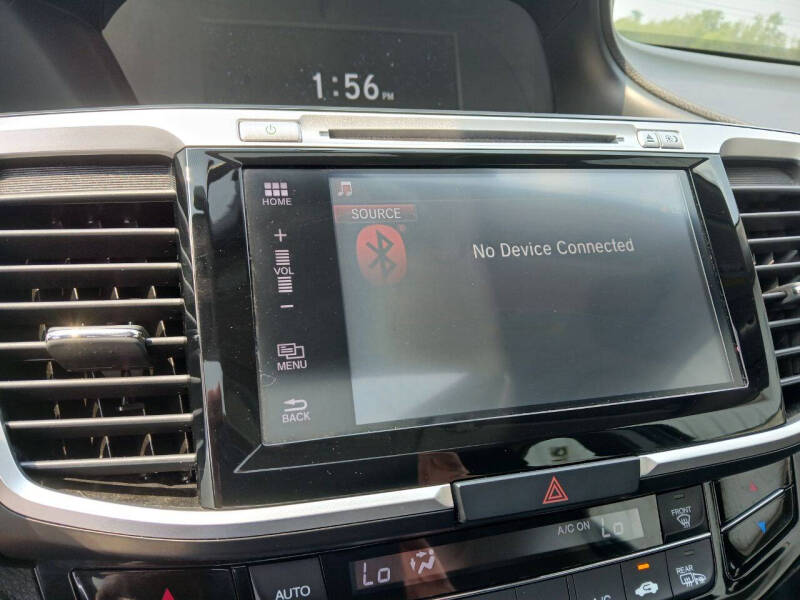 1:56 PM
HOME
SOURCE
+
VOL
No Device Connected
−
MENU
BACK
A/C ON
Lo
FRONT
Lo
AUTO
A/C
REAR